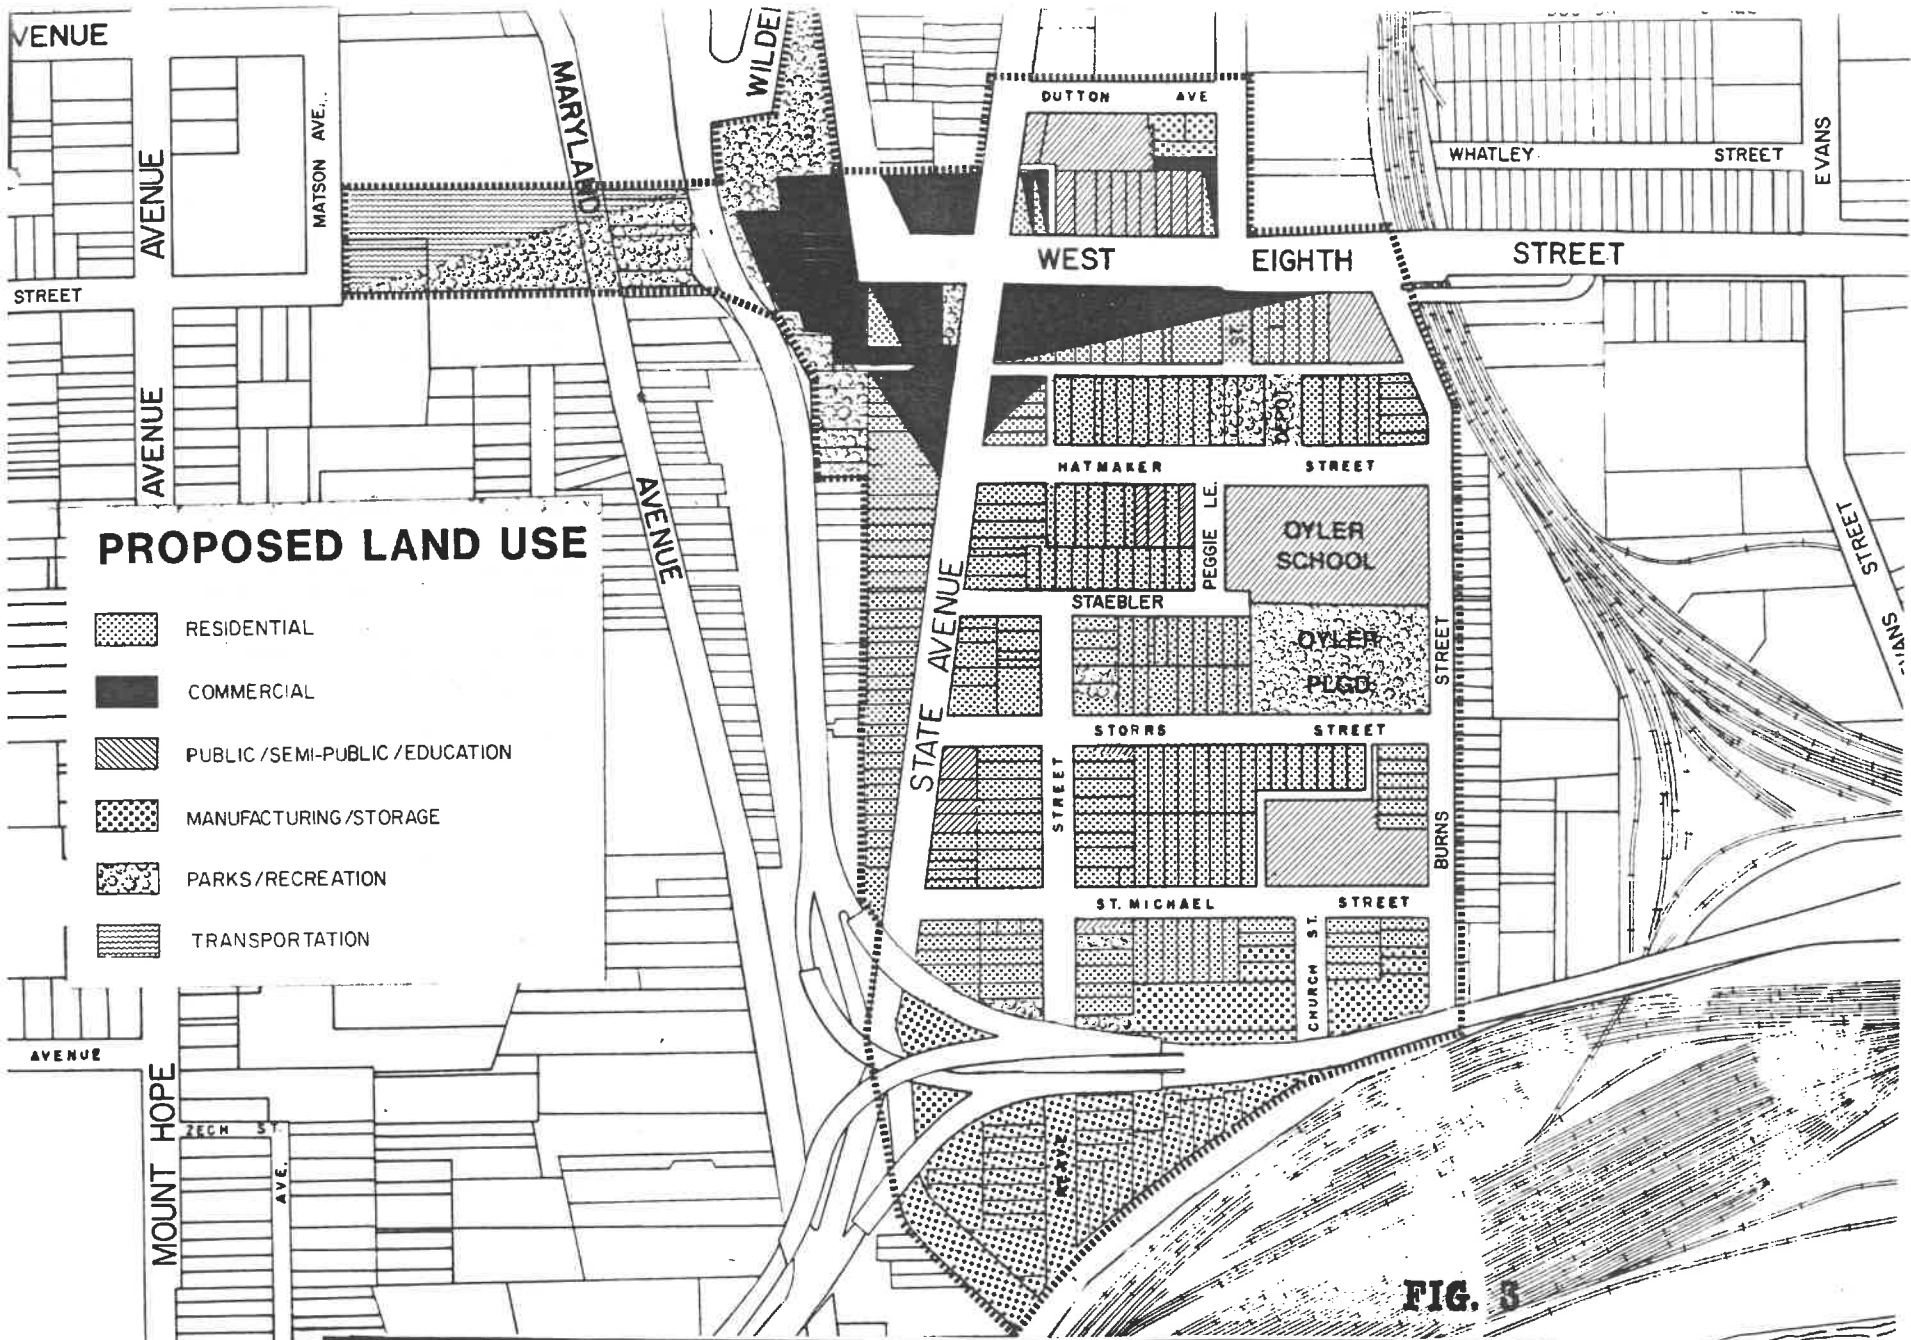 VENUE
AVENUE
MATSON AVE.
MARYLAND
WILDE
DUTTON AVE
WHATLEY STREET
EVANS
STREET
WEST EIGHTH STREET
ST.
AVENUE
DEPOT
HATMAKER STREET
AVENUE
PEGGIE LE.
OYLER
SCHOOL
STREET
PROPOSED LAND USE
RESIDENTIAL
COMMERCIAL
PUBLIC/SEMI-PUBLIC/EDUCATION
MANUFACTURING/STORAGE
PARKS/RECREATION
TRANSPORTATION
STAEBLER
STATE AVENUE
OYLER
PLGD.
STREET
VANS
STORRS STREET
STREET
BURNS
ST. MICHAEL STREET
CHURCH ST.
AVENUE
MOUNT HOPE
ZECH ST.
AVE.
FIG.